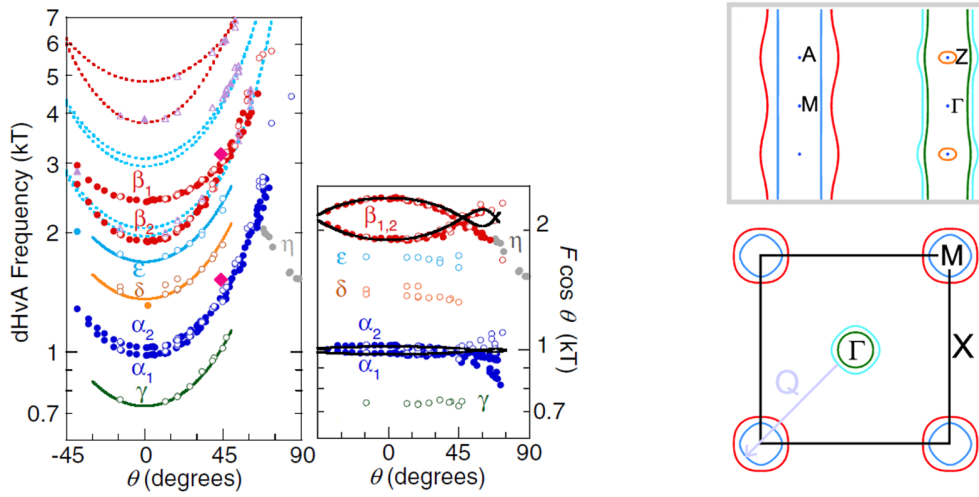 dHvA Frequency (kT)
7
6
5
4
3
2
1
0.7
β1
β2
ε
δ
α2
α1
γ
η
-45
0
45
90
θ (degrees)
β1,2
ε
δ
α2
α1
γ
η
2
1
0.7
F cos θ (kT)
0
45
90
θ (degrees)
A
M
Z
Γ
M
X
Γ
Q